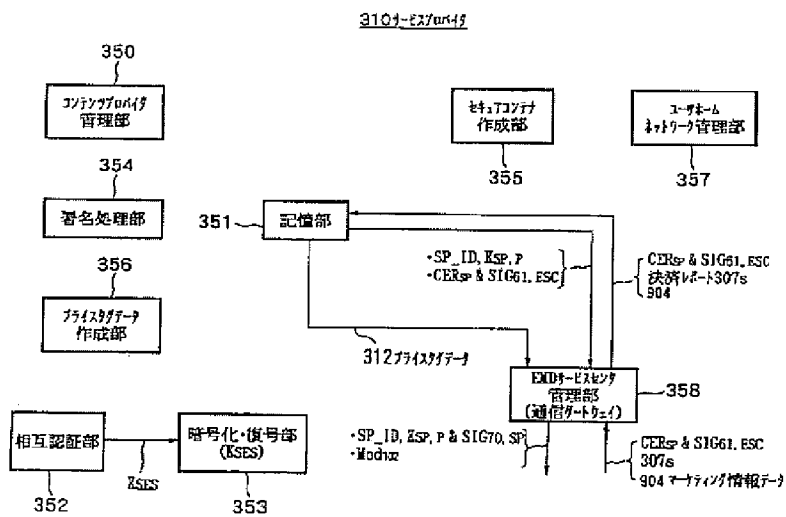 310サービスプロバイダ
350
コンテンツプロバイダ
管理部
セキュアコンテナ
作成部
355
ユーザホーム
ネットワーク管理部
357
354
署名処理部
351
記憶部
・SP_ID, KSP, P
・CERSP & SIG61, ESC
CERSP & SIG61, ESC
決済レポート307s
904
356
プライスタグデータ
作成部
312プライスタグデータ
EMDサービスセンタ
管理部
(通信ゲートウェイ)
358
相互認証部
352
KSES
暗号化・復号部
(KSES)
353
・SP_ID, KSP, P & SIG70, SP
・Mod102
CERSP & SIG61, ESC
307s
904 マーケティング情報データ